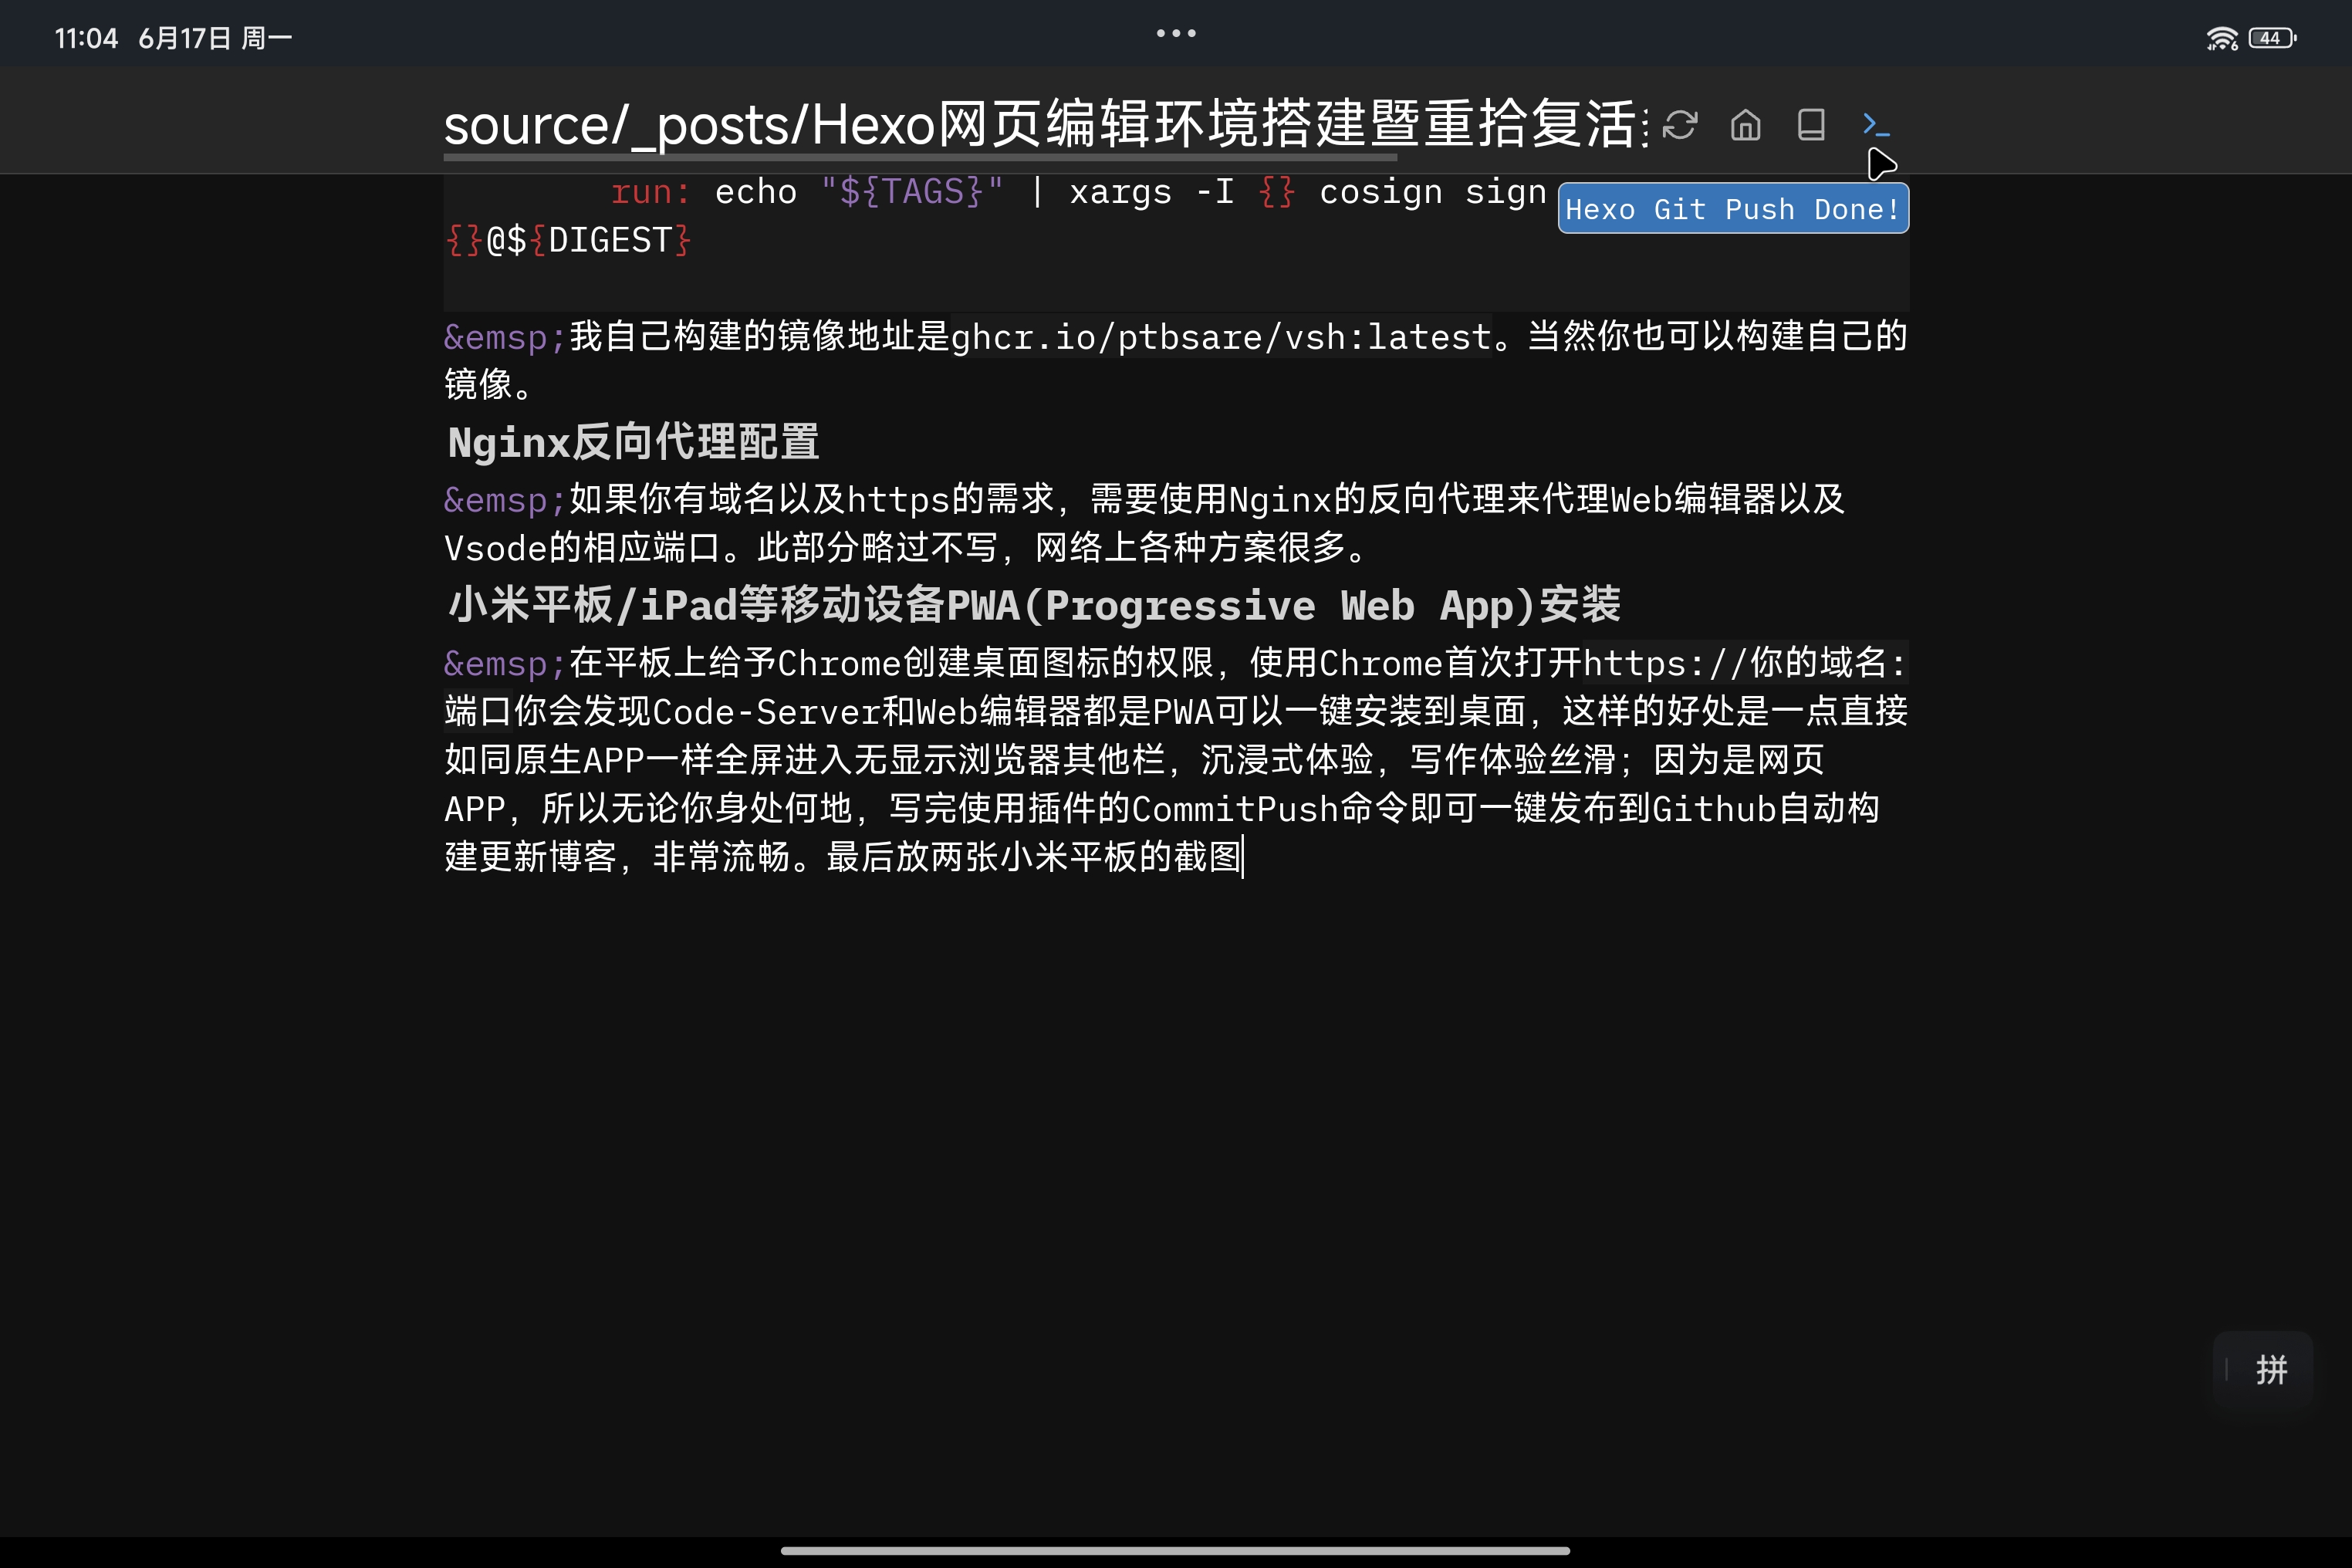 11:04 6月17日 周一
44
source/_posts/Hexo网页编辑环境搭建暨重拾复活
run: echo "${TAGS}" | xargs -I {} cosign sign
Hexo Git Push Done!
{}@${DIGEST}
&emsp;我自己构建的镜像地址是ghcr.io/ptbsare/vsh:latest。当然你也可以构建自己的
镜像。
Nginx反向代理配置
&emsp;如果你有域名以及https的需求，需要使用Nginx的反向代理来代理Web编辑器以及
Vsode的相应端口。此部分略过不写，网络上各种方案很多。
小米平板/iPad等移动设备PWA(Progressive Web App)安装
&emsp;在平板上给予Chrome创建桌面图标的权限，使用Chrome首次打开https://你的域名:
端口你会发现Code-Server和Web编辑器都是PWA可以一键安装到桌面，这样的好处是一点直接
如同原生APP一样全屏进入无显示浏览器其他栏，沉浸式体验，写作体验丝滑；因为是网页
APP，所以无论你身处何地，写完使用插件的CommitPush命令即可一键发布到Github自动构
建更新博客，非常流畅。最后放两张小米平板的截图
拼